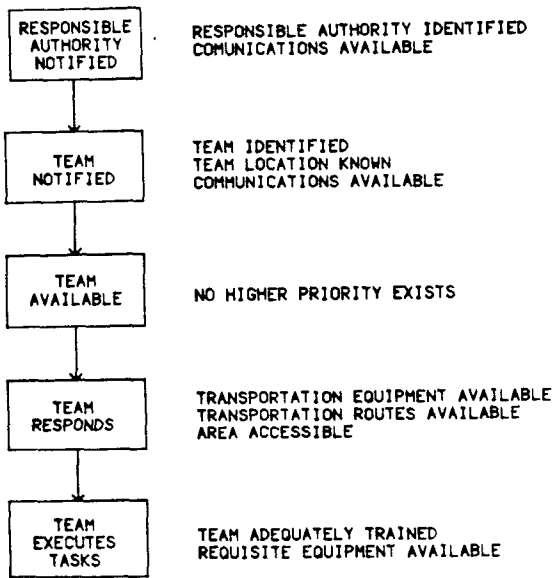 RESPONSIBLE
AUTHORITY
NOTIFIED
RESPONSIBLE AUTHORITY IDENTIFIED
COMUNICATIONS AVAILABLE
TEAM
NOTIFIED
TEAM IDENTIFIED
TEAM LOCATION KNOWN
COMMUNICATIONS AVAILABLE
TEAM
AVAILABLE
NO HIGHER PRIORITY EXISTS
TEAM
RESPONDS
TRANSPORTATION EQUIPMENT AVAILABLE
TRANSPORTATION ROUTES AVAILABLE
AREA ACCESSIBLE
TEAM
EXECUTES
TASKS
TEAM ADEQUATELY TRAINED
REQUISITE EQUIPMENT AVAILABLE